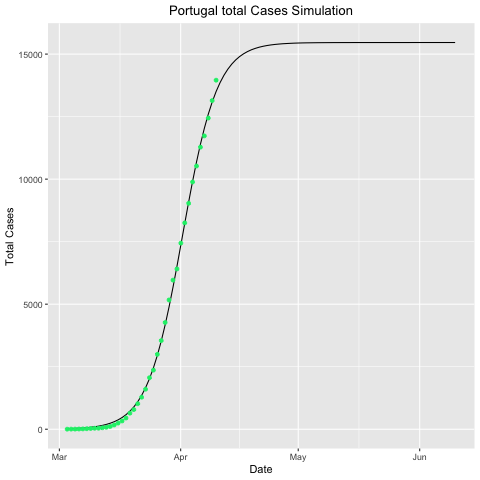 Portugal total Cases Simulation
15000
10000
5000
0
Total Cases
Mar Apr May Jun
Date